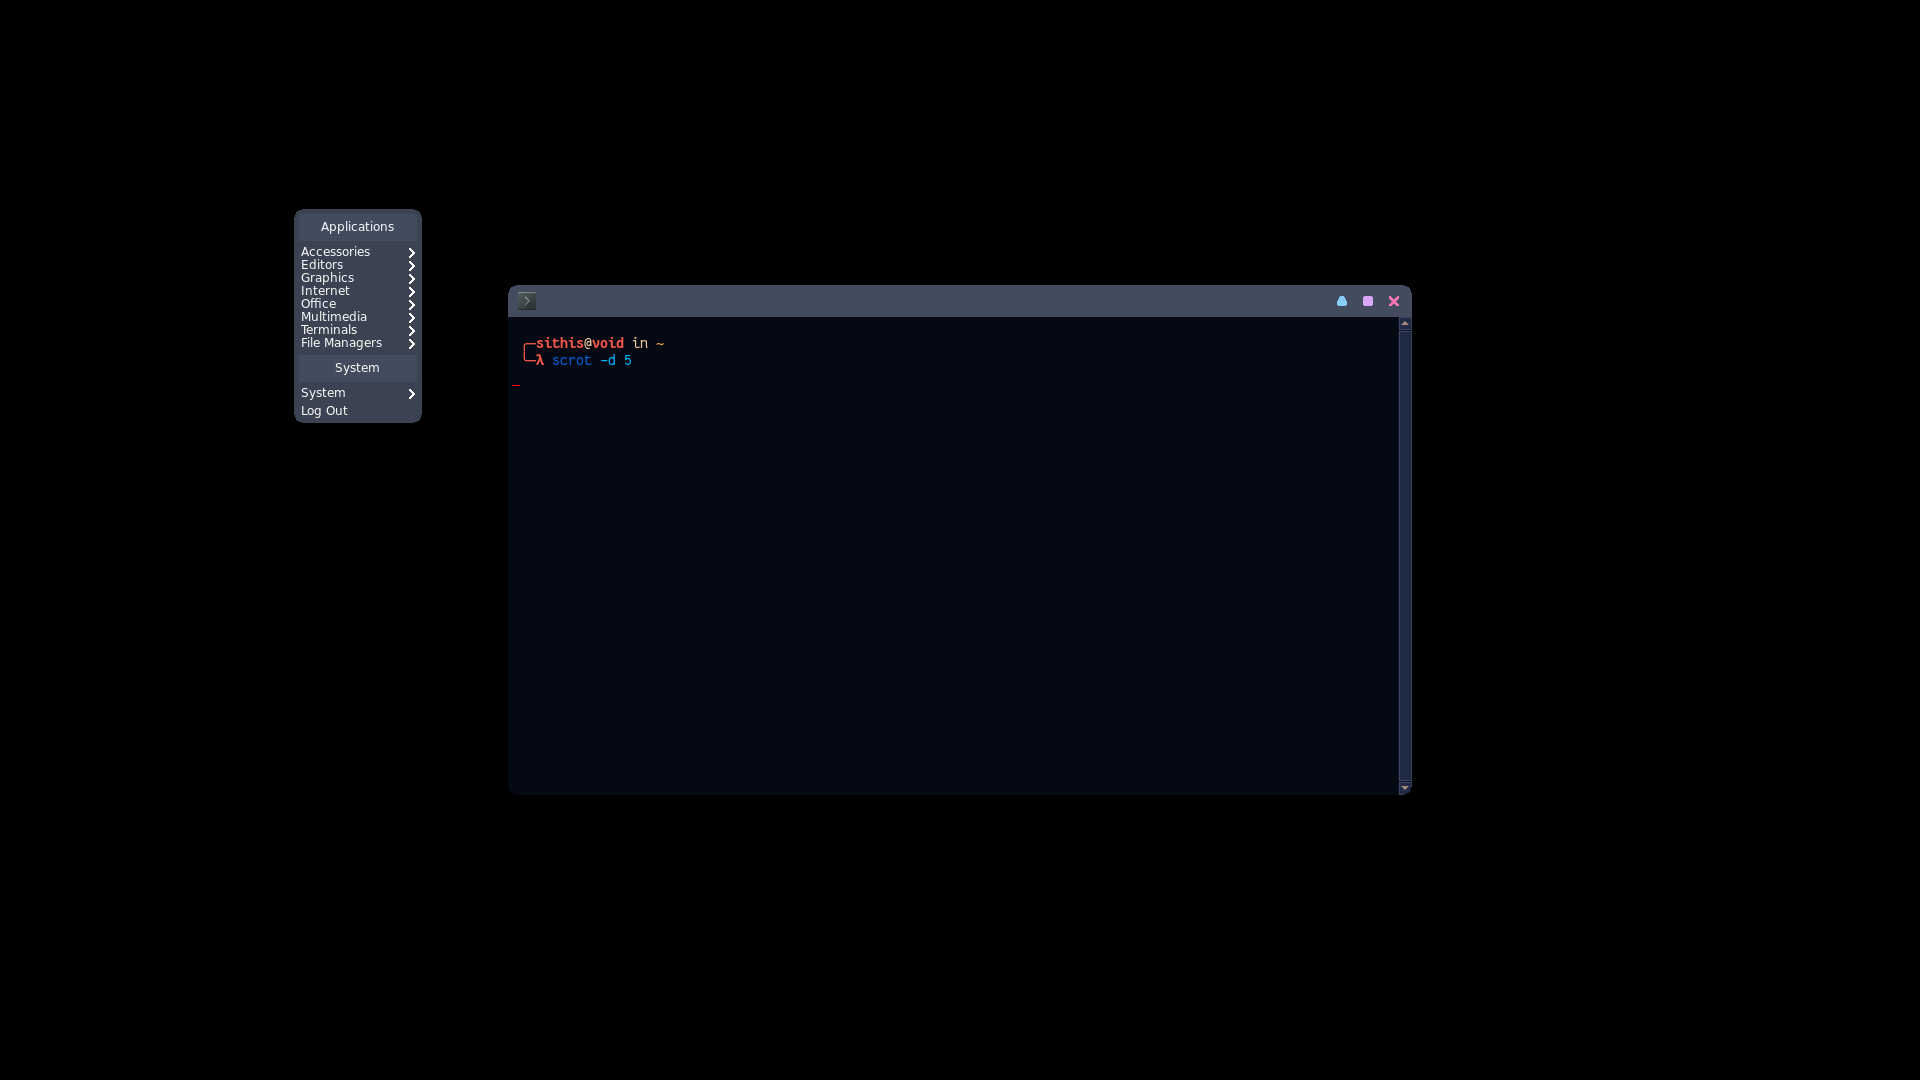 Applications
Accessories
Editors
Graphics
Internet
Office
Multimedia
Terminals
File Managers
System
System
Log Out
sithis@void in ~
λ scrot -d 5